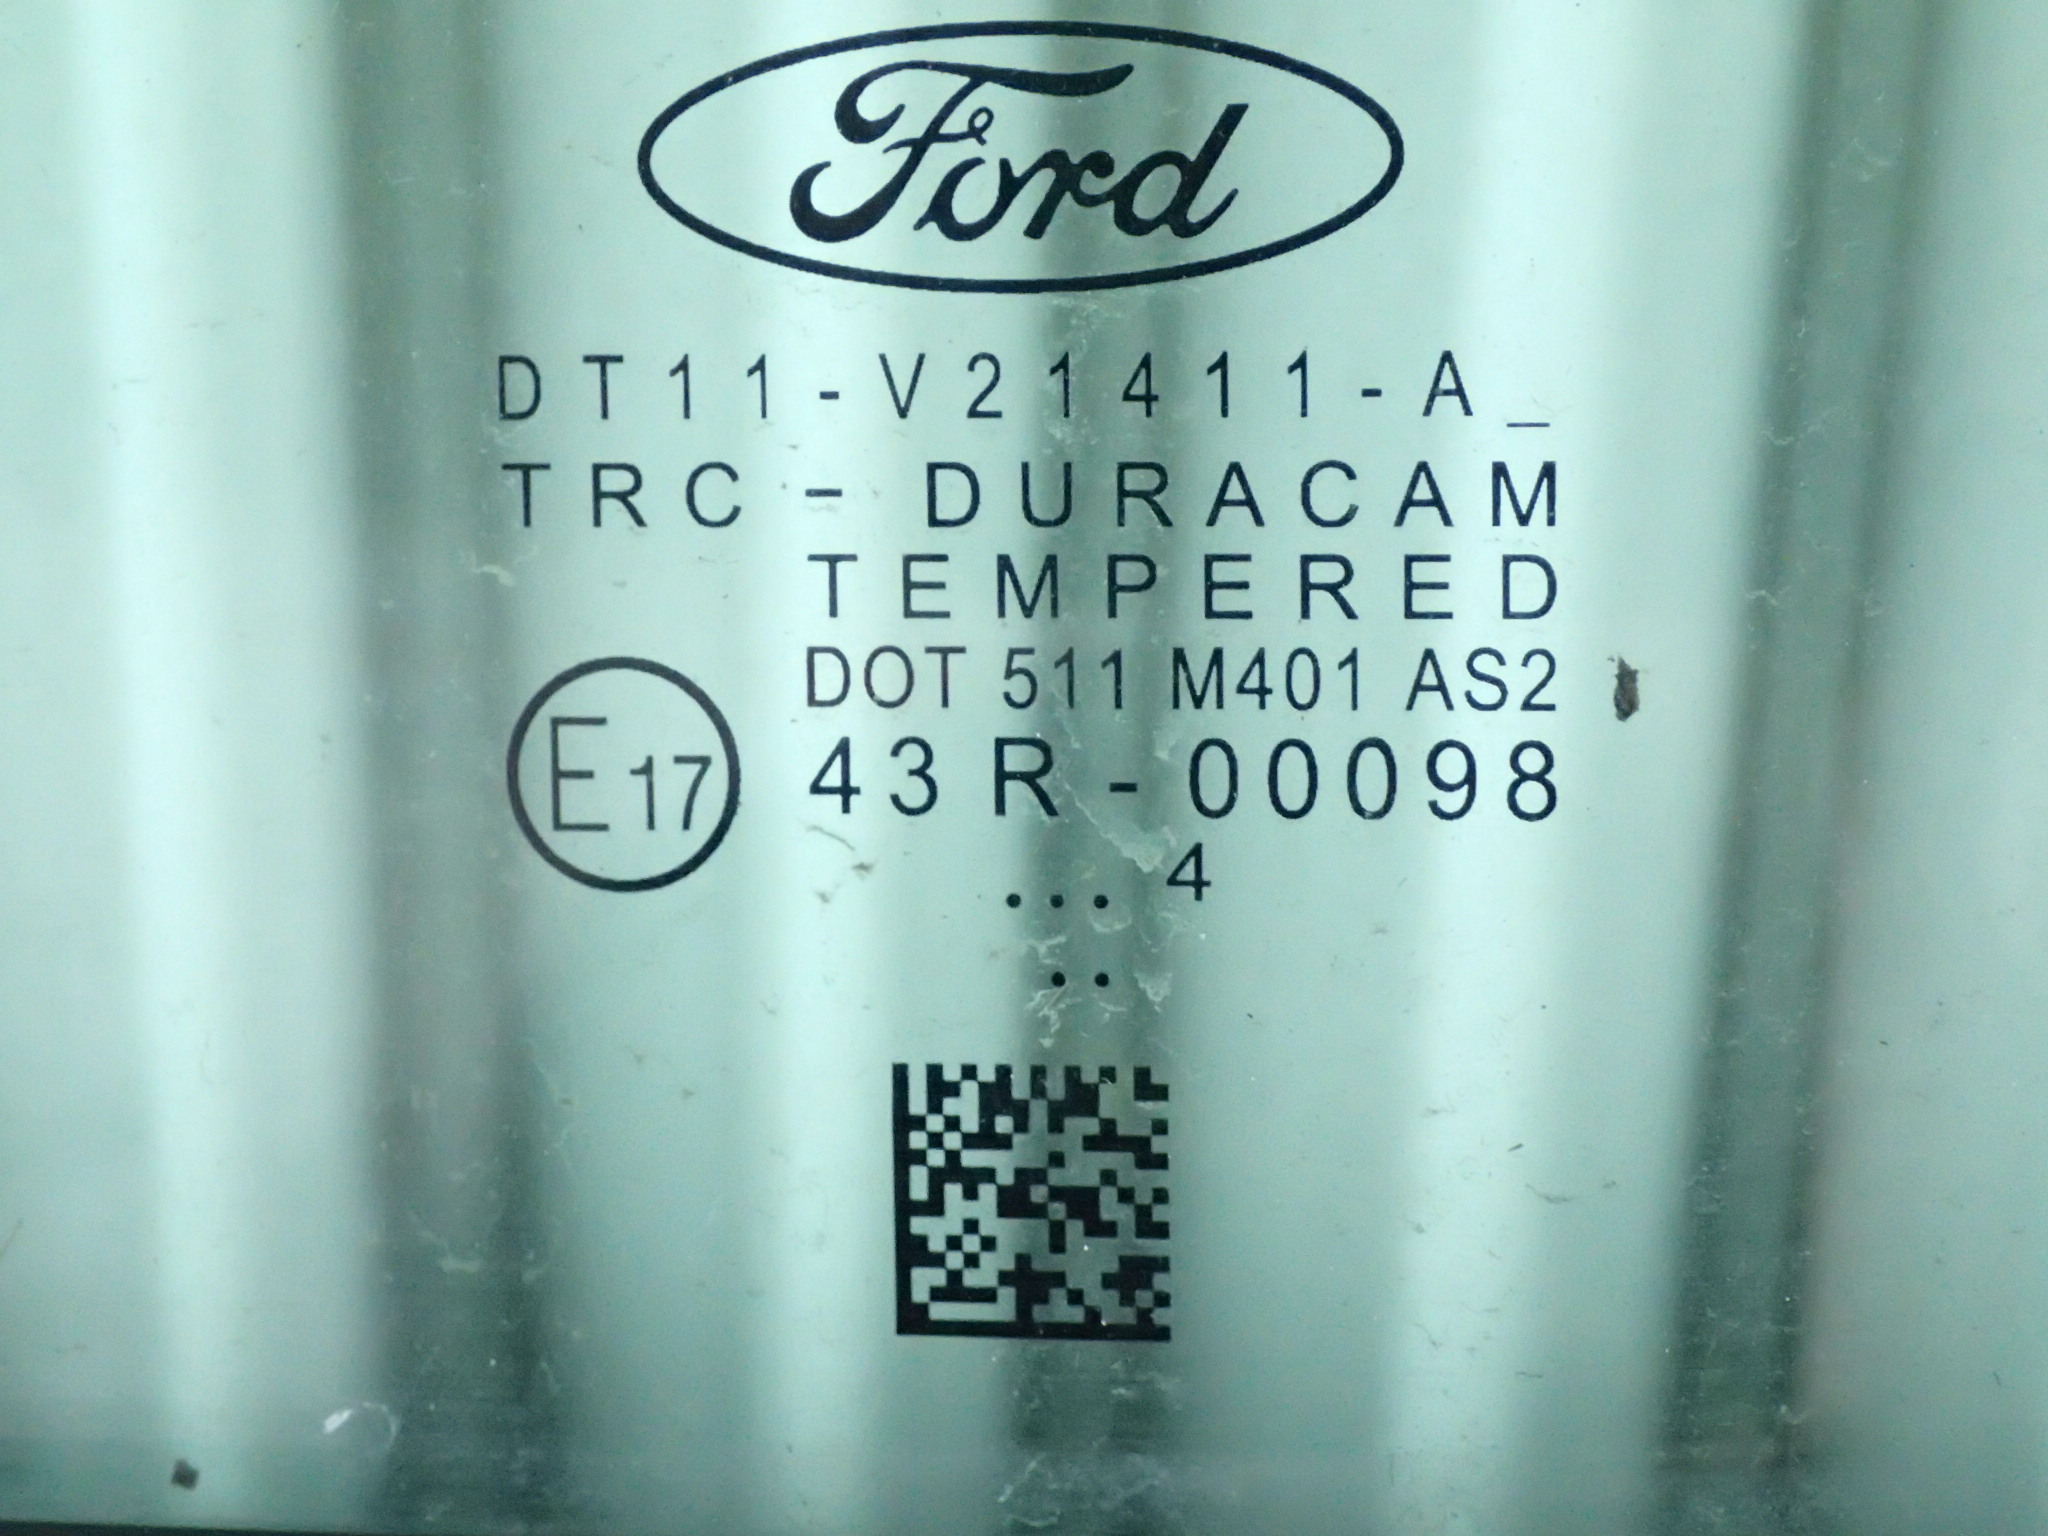 Ford
DT11-V21411-A_
TRC-DURACAM
TEMPERED
DOT 511 M401 AS2
E17 43R-00098
... 4
..